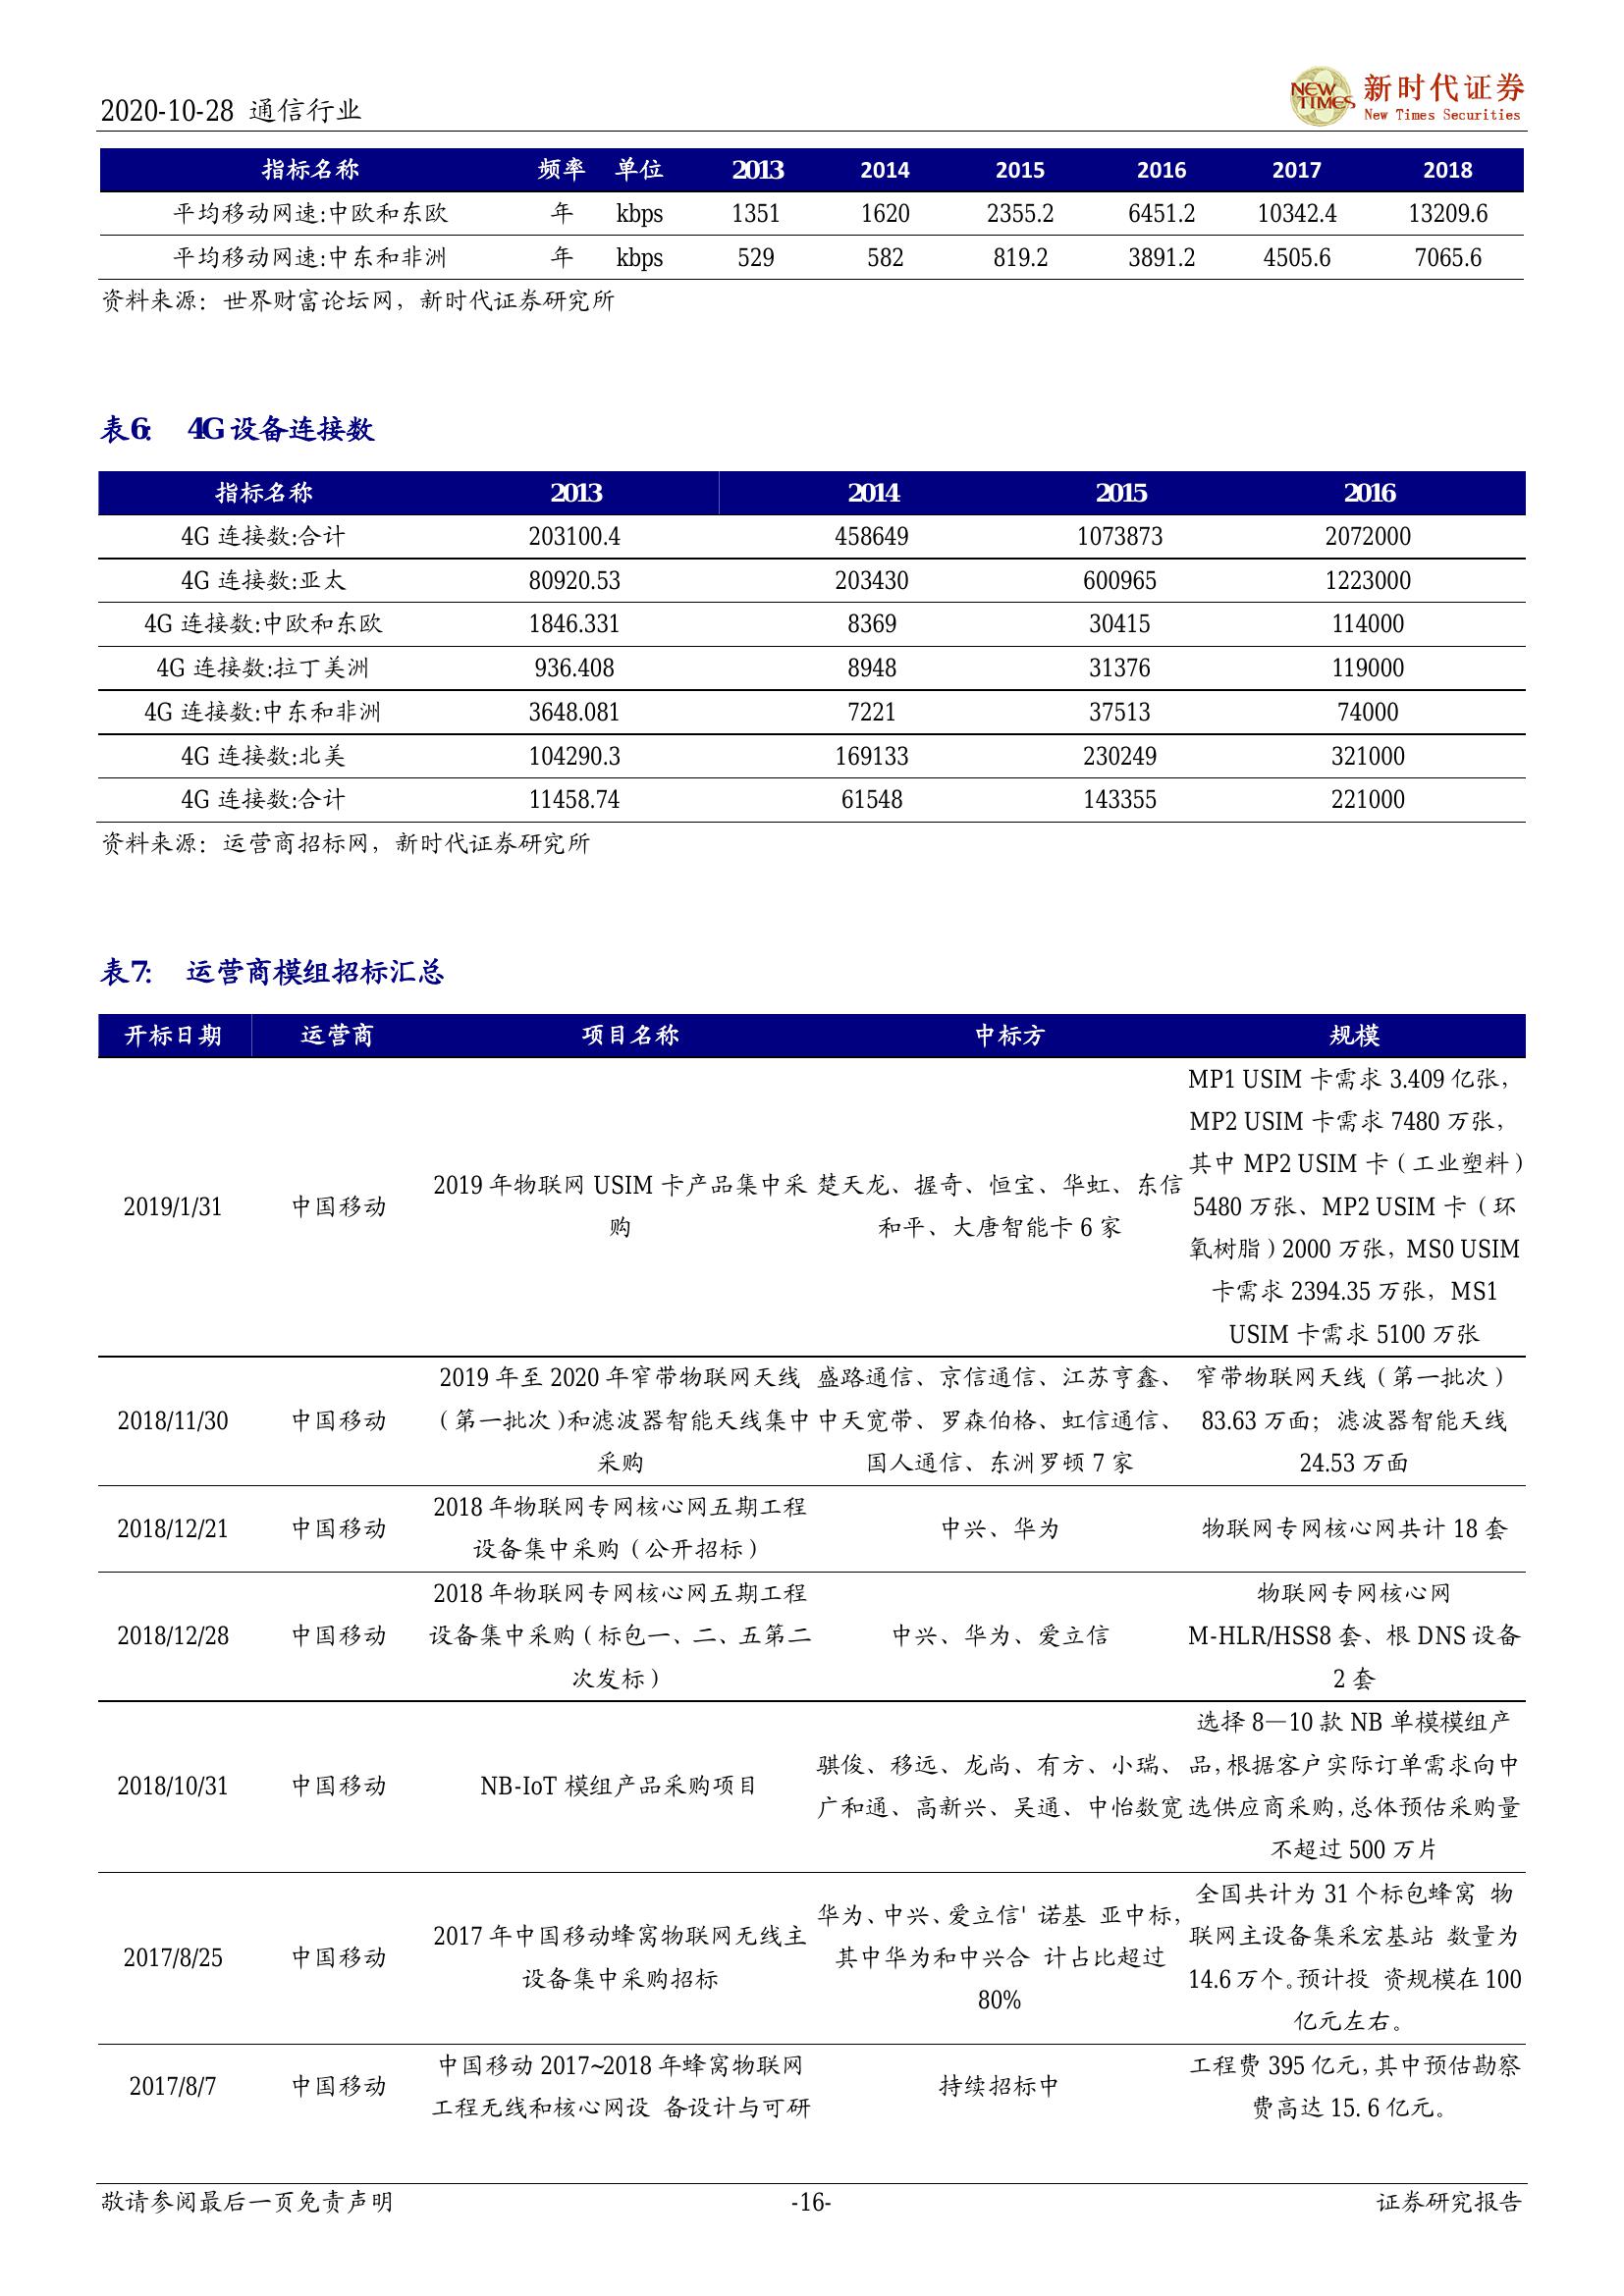 2020-10-28 通信行业
NEW TIMES 新时代证券
New Times Securities
指标名称 频率 单位 2013 2014 2015 2016 2017 2018
平均移动网速:中欧和东欧 年 kbps 1351 1620 2355.2 6451.2 10342.4 13209.6
平均移动网速:中东和非洲 年 kbps 529 582 819.2 3891.2 4505.6 7065.6
资料来源：世界财富论坛网，新时代证券研究所
表6： 4G设备连接数
指标名称 2013 2014 2015 2016
4G 连接数:合计 203100.4 458649 1073873 2072000
4G 连接数:亚太 80920.53 203430 600965 1223000
4G 连接数:中欧和东欧 1846.331 8369 30415 114000
4G 连接数:拉丁美洲 936.408 8948 31376 119000
4G 连接数:中东和非洲 3648.081 7221 37513 74000
4G 连接数:北美 104290.3 169133 230249 321000
4G 连接数:合计 11458.74 61548 143355 221000
资料来源：运营商招标网，新时代证券研究所
表7： 运营商模组招标汇总
开标日期 运营商 项目名称 中标方 规模
2019/1/31 中国移动
2019 年物联网 USIM 卡产品集中采
购
楚天龙、握奇、恒宝、华虹、东信
和平、大唐智能卡 6 家
MP1 USIM 卡需求 3.409 亿张，
MP2 USIM 卡需求 7480 万张，
其中 MP2 USIM 卡（工业塑料）
5480 万张、MP2 USIM 卡（环
氧树脂）2000 万张，MS0 USIM
卡需求 2394.35 万张，MS1
USIM 卡需求 5100 万张
2018/11/30 中国移动
2019 年至 2020 年窄带物联网天线
（第一批次）和滤波器智能天线集中
采购
盛路通信、京信通信、江苏亨鑫、
中天宽带、罗森伯格、虹信通信、
国人通信、东洲罗顿 7 家
窄带物联网天线（第一批次）
83.63 万面；滤波器智能天线
24.53 万面
2018/12/21 中国移动
2018 年物联网专网核心网五期工程
设备集中采购（公开招标）
中兴、华为
物联网专网核心网共计 18 套
2018/12/28 中国移动
2018 年物联网专网核心网五期工程
设备集中采购（标包一、二、五第二
次发标）
中兴、华为、爱立信
物联网专网核心网
M-HLR/HSS8 套、根 DNS 设备
2 套
2018/10/31 中国移动
NB-IoT 模组产品采购项目
骐俊、移远、龙尚、有方、小瑞、
广和通、高新兴、吴通、中怡数宽
选择 8—10 款 NB 单模模组产
品，根据客户实际订单需求向中
选供应商采购，总体预估采购量
不超过 500 万片
2017/8/25 中国移动
2017 年中国移动蜂窝物联网无线主
设备集中采购招标
华为、中兴、爱立信' 诺基 亚中标，
其中华为和中兴合 计占比超过
80%
全国共计为 31 个标包蜂窝 物
联网主设备集采宏基站 数量为
14.6 万个。预计投 资规模在 100
亿元左右。
2017/8/7 中国移动
中国移动 2017~2018 年蜂窝物联网
工程无线和核心网设 备设计与可研
持续招标中
工程费 395 亿元，其中预估勘察
费高达 15. 6 亿元。
敬请参阅最后一页免责声明 -16- 证券研究报告